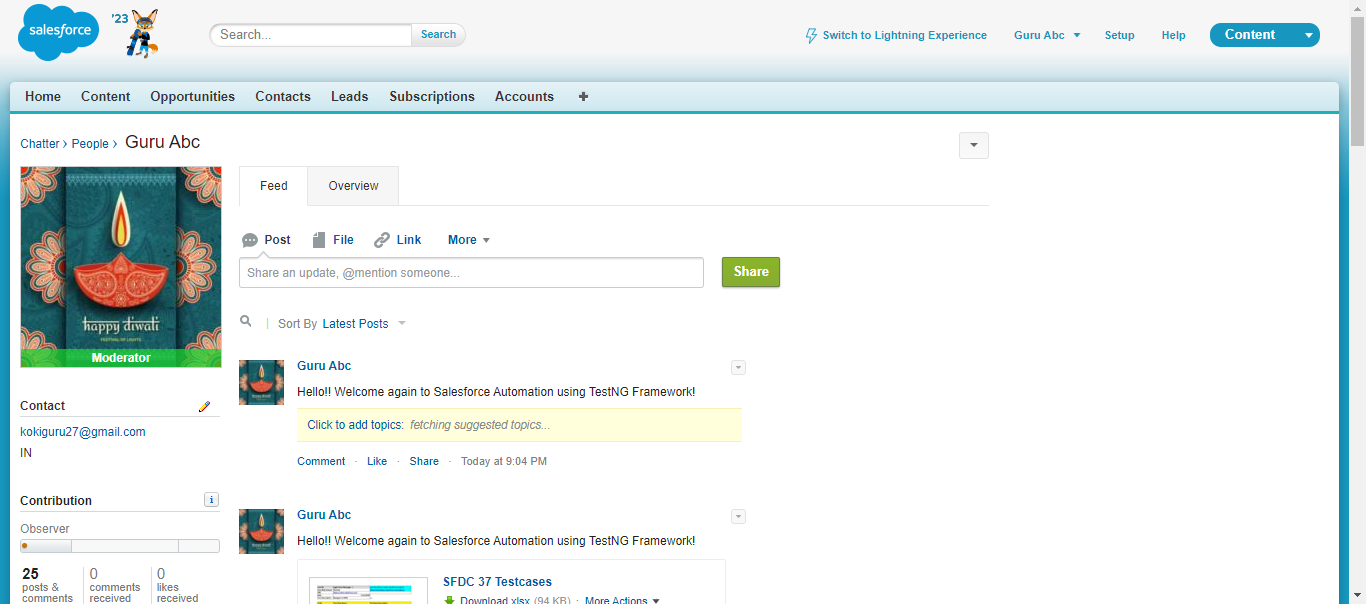 salesforce
'23
Search...
Search
Switch to Lightning Experience
Guru Abc
Setup
Help
Content
Home
Content
Opportunities
Contacts
Leads
Subscriptions
Accounts
Chatter › People › Guru Abc
happy diwali
FESTIVAL OF LIGHTS
Moderator
Contact
kokiguru27@gmail.com
IN
Contribution
Observer
25
posts &
comments
0
comments
received
0
likes
received
Feed
Overview
Post
File
Link
More
Share an update, @mention someone...
Share
Sort By Latest Posts
Guru Abc
Hello!! Welcome again to Salesforce Automation using TestNG Framework!
Click to add topics: fetching suggested topics...
Comment · Like · Share · Today at 9:04 PM
Guru Abc
Hello!! Welcome again to Salesforce Automation using TestNG Framework!
SFDC 37 Testcases
Download xlsx (94 KB) · More Actions